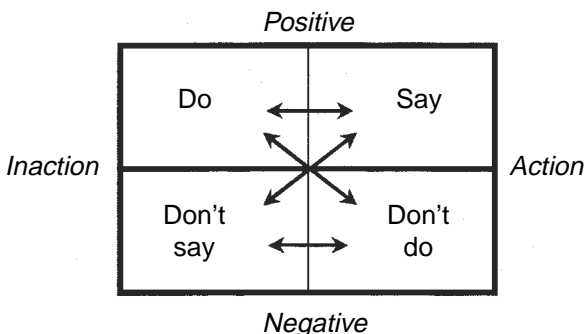 Positive
Do Say
Inaction Action
Don't Don't
say do
Negative